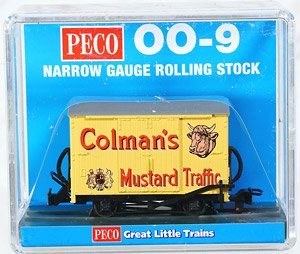 PECO OO-9
NARROW GAUGE ROLLING STOCK
Colman's
Mustard Traffic
PECO Great Little Trains